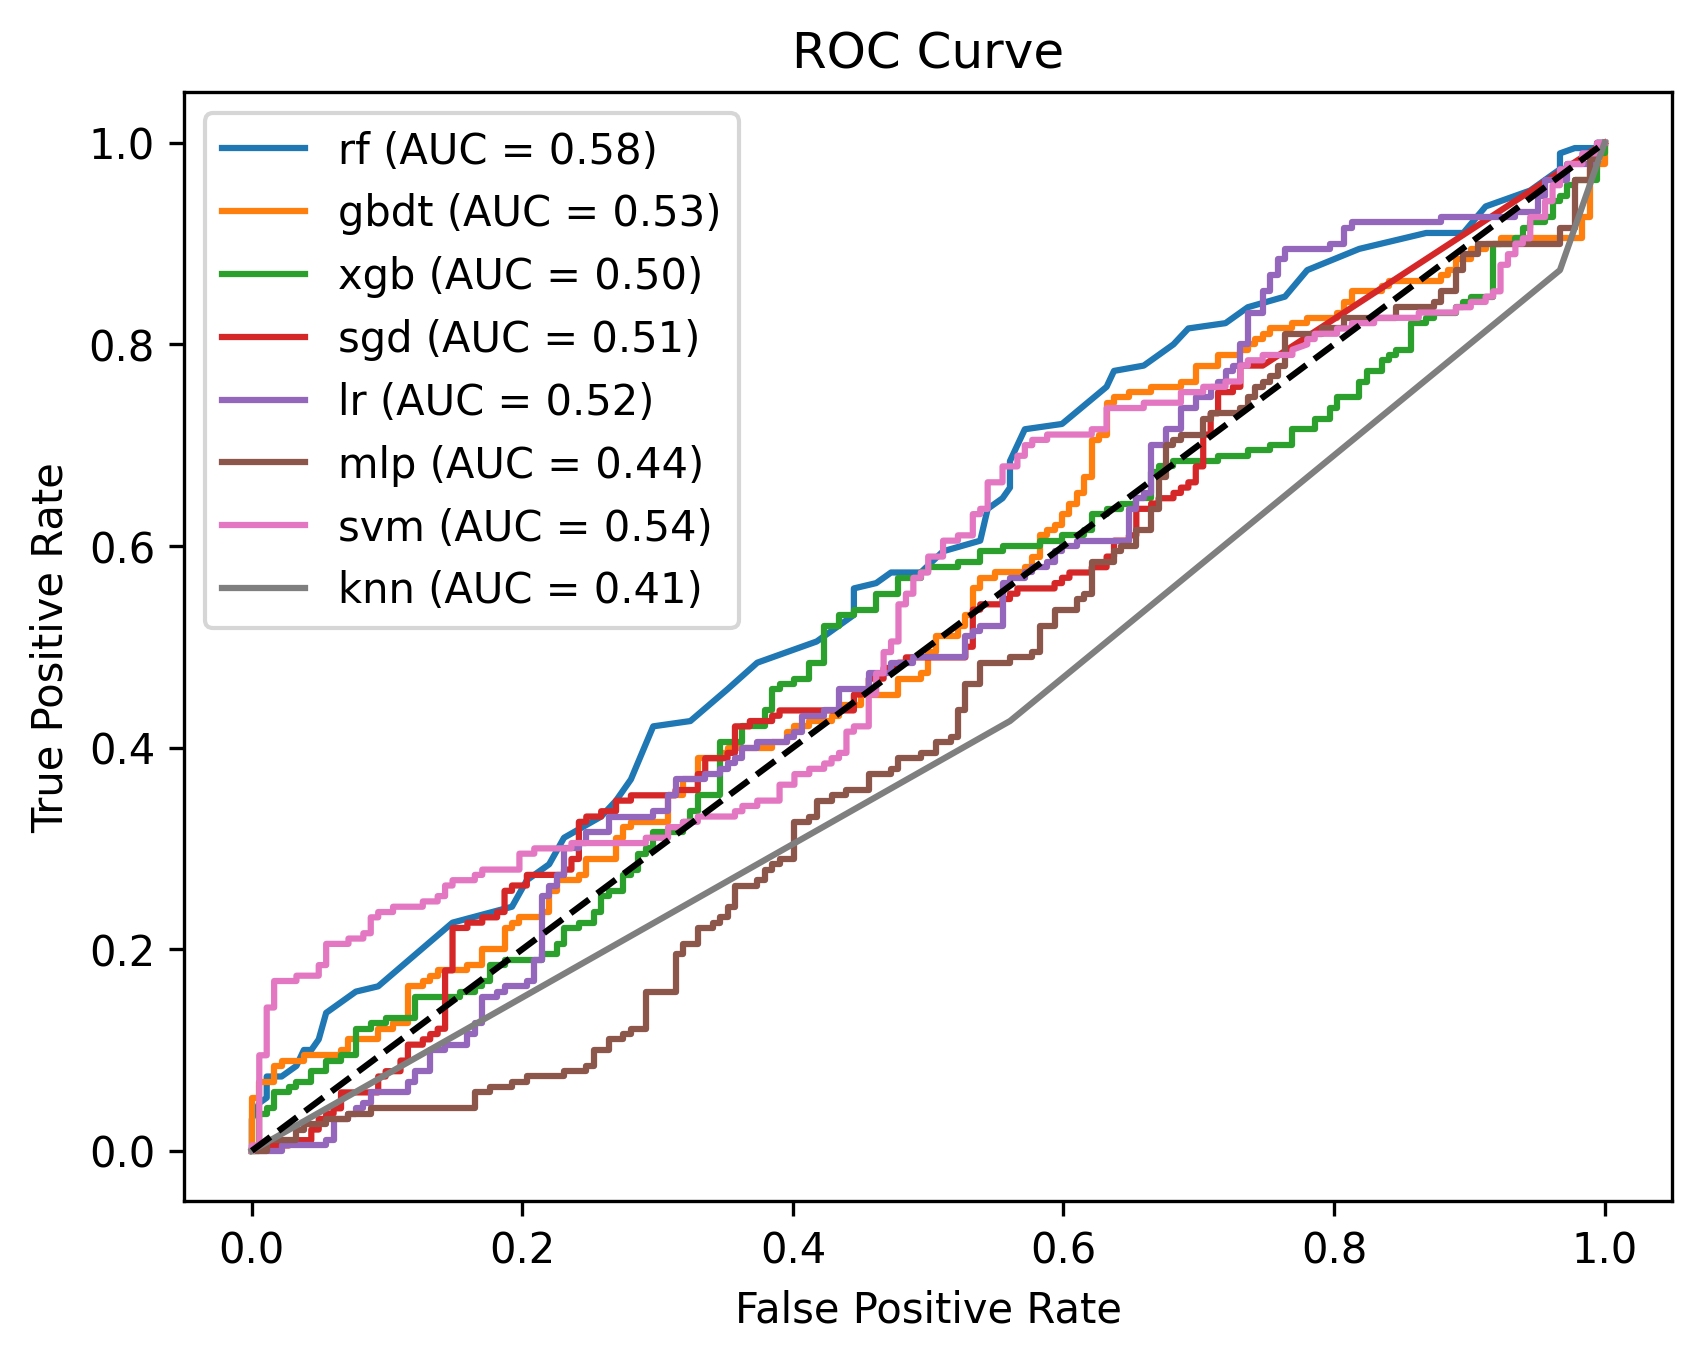 ROC Curve
rf (AUC = 0.58)
gbdt (AUC = 0.53)
xgb (AUC = 0.50)
sgd (AUC = 0.51)
lr (AUC = 0.52)
mlp (AUC = 0.44)
svm (AUC = 0.54)
knn (AUC = 0.41)
True Positive Rate
1.0
0.8
0.6
0.4
0.2
0.0
0.0 0.2 0.4 0.6 0.8 1.0
False Positive Rate